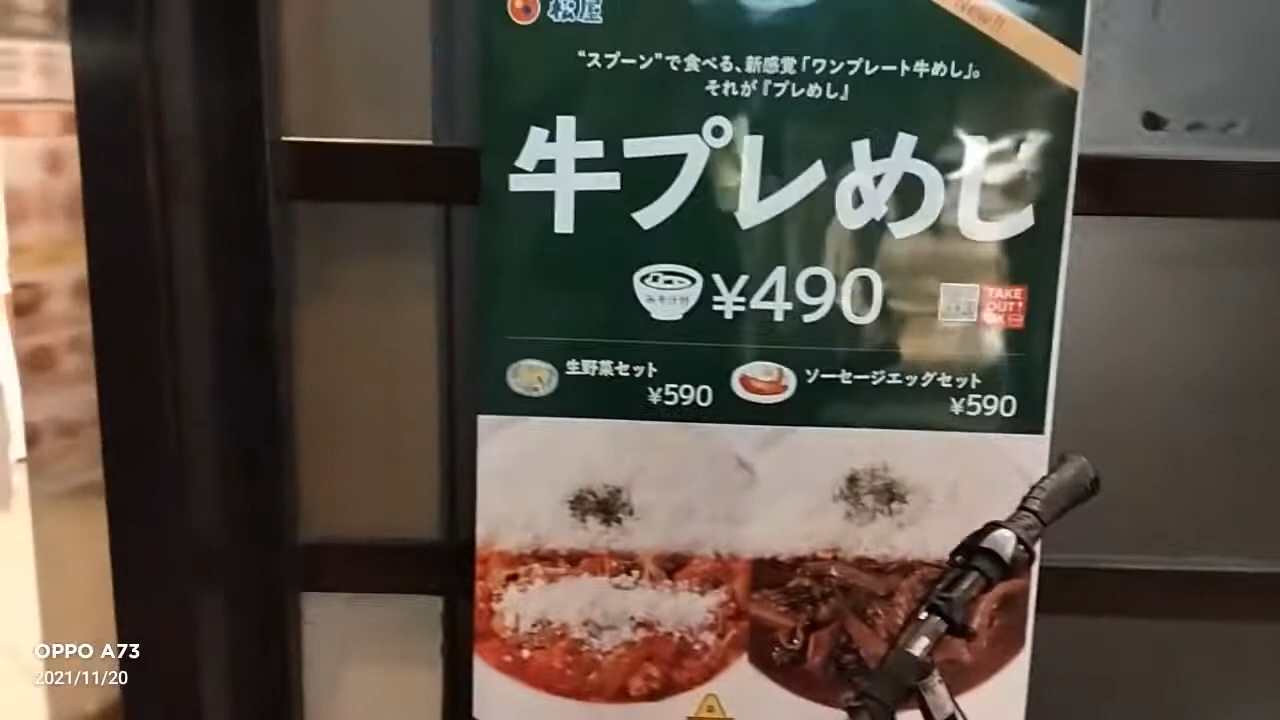 松屋
“スプーン”で食べる、新感覚「ワンプレート牛めし」。
それが『プレめし』
牛プレめし
みそ汁付
¥490
TAKE
OUT!
OK
生野菜セット
¥590
ソーセージエッグセット
¥590
OPPO A73
2021/11/20